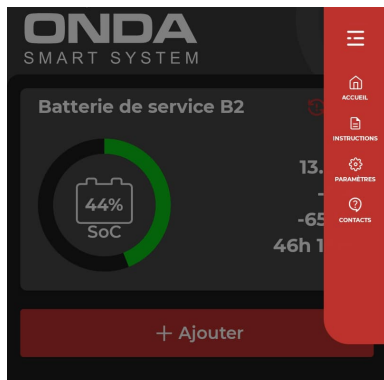 ONDA
SMART SYSTEM
Batterie de service B2
44%
SoC
13.
-
-65
46h 1
+ Ajouter
ACCUEIL
INSTRUCTIONS
PARAMÈTRES
CONTACTS